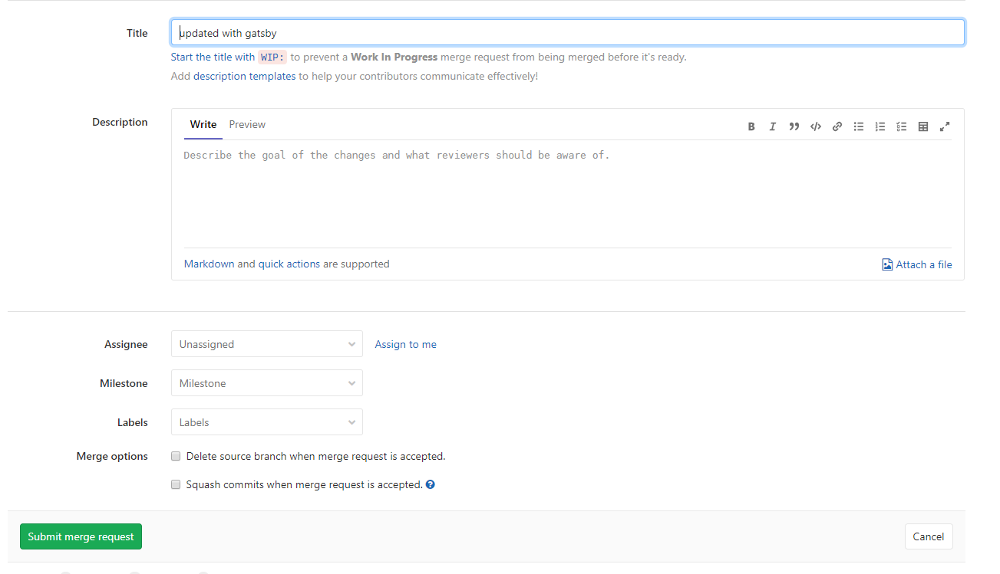 Title
updated with gatsby
Start the title with WIP: to prevent a Work In Progress merge request from being merged before it's ready.
Add description templates to help your contributors communicate effectively!
Description
Write Preview
Describe the goal of the changes and what reviewers should be aware of.
Markdown and quick actions are supported
Attach a file
Assignee
Unassigned
Assign to me
Milestone
Milestone
Labels
Labels
Merge options
Delete source branch when merge request is accepted.
Squash commits when merge request is accepted.
Submit merge request
Cancel